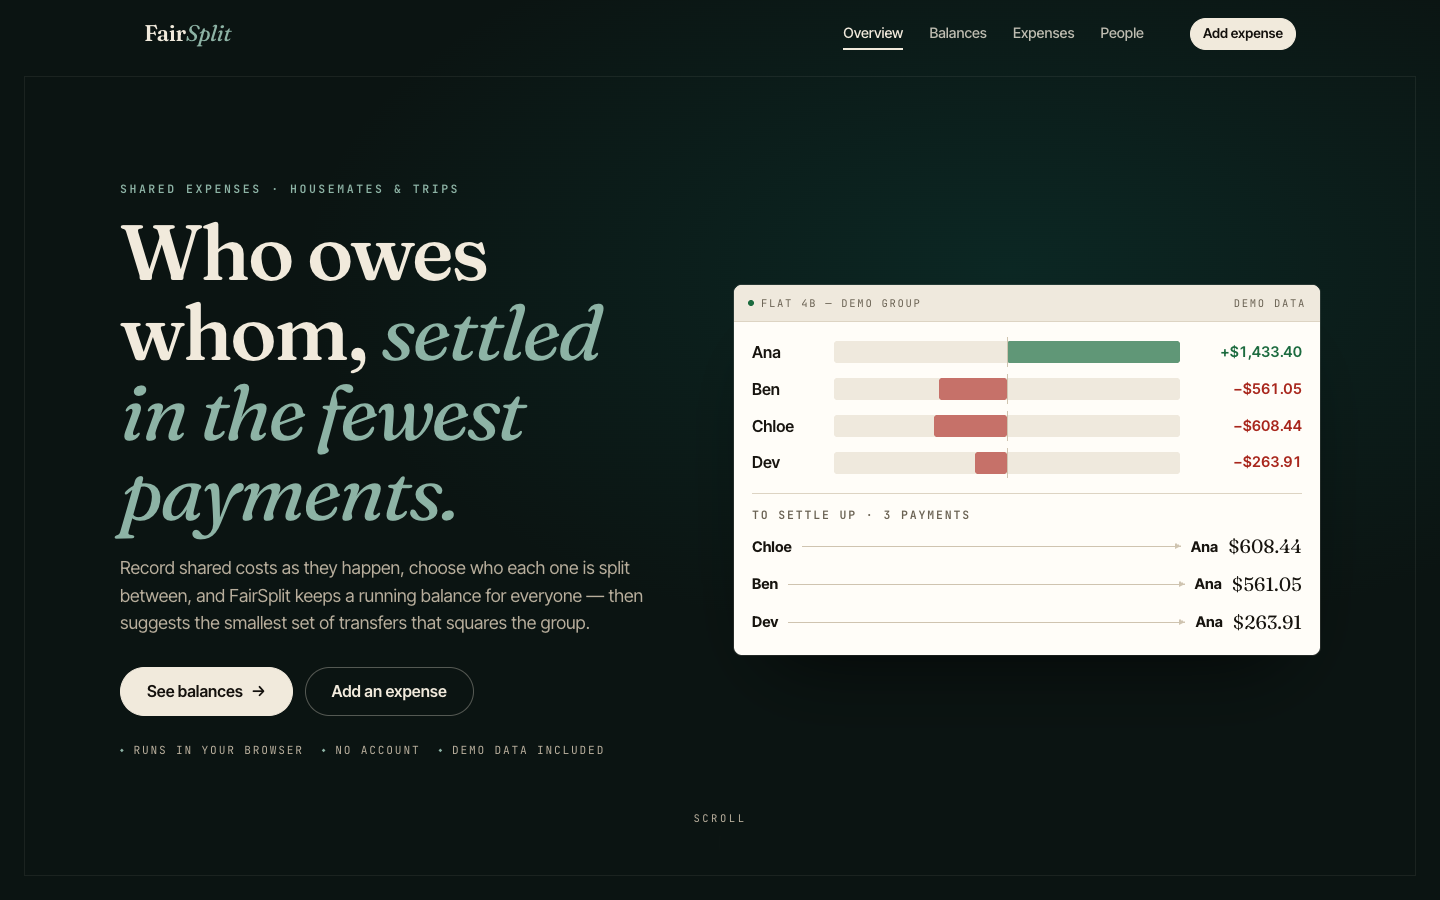 FairSplit
Overview Balances Expenses People Add expense
SHARED EXPENSES · HOUSEMATES & TRIPS
Who owes
whom, settled
in the fewest
payments.
Record shared costs as they happen, choose who each one is split
between, and FairSplit keeps a running balance for everyone — then
suggests the smallest set of transfers that squares the group.
See balances → Add an expense
• RUNS IN YOUR BROWSER • NO ACCOUNT • DEMO DATA INCLUDED
FLAT 4B — DEMO GROUP DEMO DATA
Ana +$1,433.40
Ben −$561.05
Chloe −$608.44
Dev −$263.91
TO SETTLE UP · 3 PAYMENTS
Chloe Ana $608.44
Ben Ana $561.05
Dev Ana $263.91
SCROLL